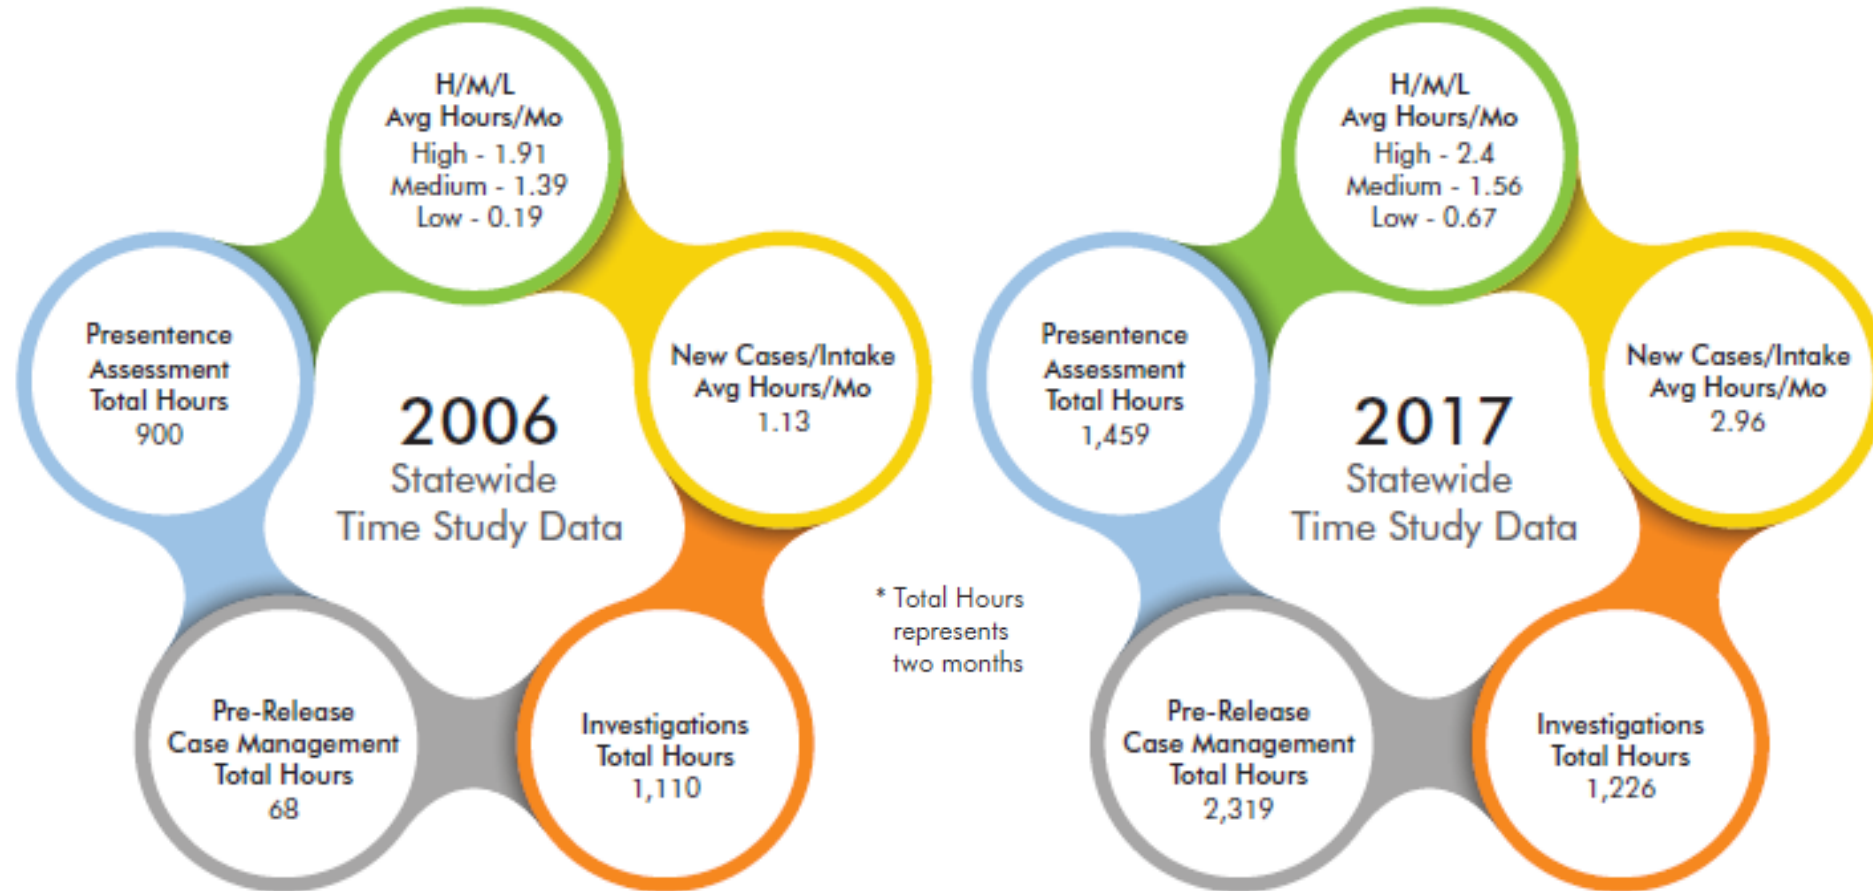 H/M/L
Avg Hours/Mo
High - 1.91
Medium - 1.39
Low - 0.19
New Cases/Intake
Avg Hours/Mo
1.13
Investigations
Total Hours
1,110
Pre-Release
Case Management
Total Hours
68
Presentence
Assessment
Total Hours
900
2006
Statewide
Time Study Data
* Total Hours
represents
two months
H/M/L
Avg Hours/Mo
High - 2.4
Medium - 1.56
Low - 0.67
New Cases/Intake
Avg Hours/Mo
2.96
Investigations
Total Hours
1,226
Pre-Release
Case Management
Total Hours
2,319
Presentence
Assessment
Total Hours
1,459
2017
Statewide
Time Study Data